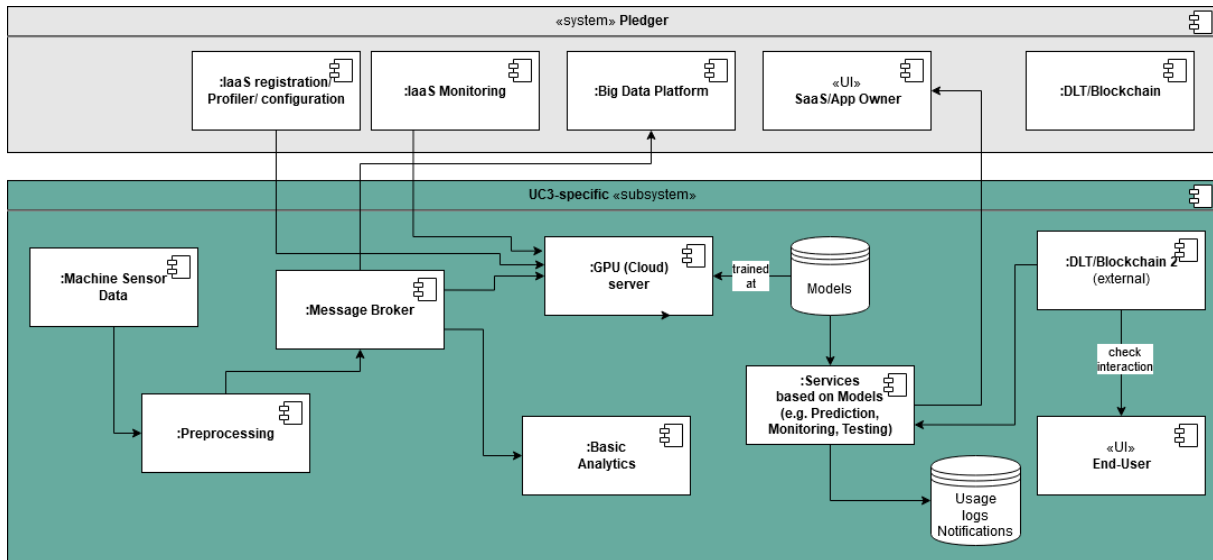 «system» Pledger
:IaaS registration/
Profiler/ configuration
:IaaS Monitoring
:Big Data Platform
«UI»
SaaS/App Owner
:DLT/Blockchain
UC3-specific «subsystem»
:Machine Sensor
Data
:Message Broker
:GPU (Cloud)
server
trained
at
Models
:DLT/Blockchain 2
(external)
check
interaction
:Services
based on Models
(e.g. Prediction,
Monitoring, Testing)
:Preprocessing
:Basic
Analytics
«UI»
End-User
Usage
logs
Notifications